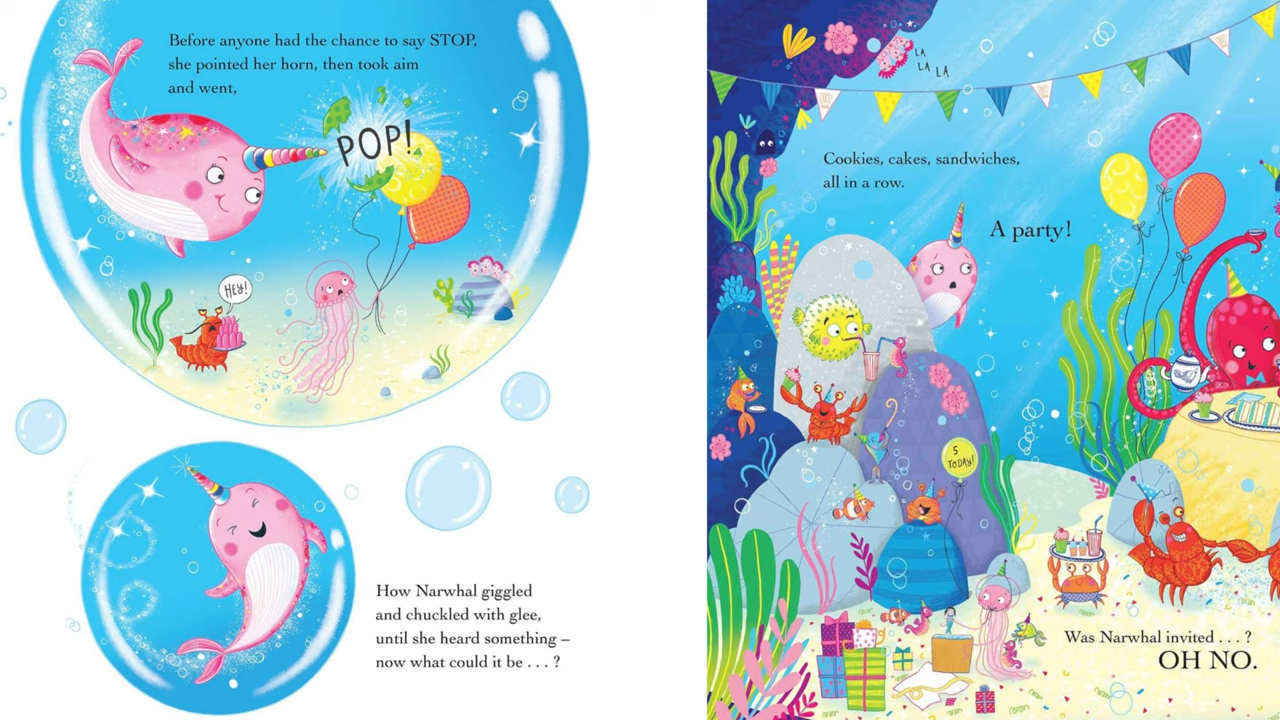 Before anyone had the chance to say STOP,
she pointed her horn, then took aim
and went,
POP!
HEY!
How Narwhal giggled
and chuckled with glee,
until she heard something –
now what could it be . . . ?
LA
LA LA
Cookies, cakes, sandwiches,
all in a row.
A party!
5
TODAY!
Was Narwhal invited . . . ?
OH NO.